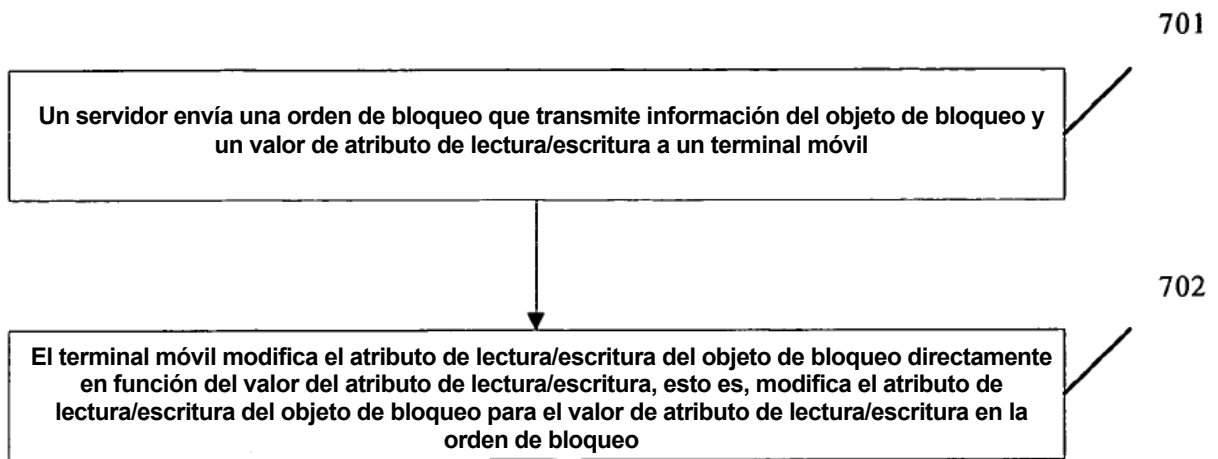 701
Un servidor envía una orden de bloqueo que transmite información del objeto de bloqueo y
un valor de atributo de lectura/escritura a un terminal móvil
702
El terminal móvil modifica el atributo de lectura/escritura del objeto de bloqueo directamente
en función del valor del atributo de lectura/escritura, esto es, modifica el atributo de
lectura/escritura del objeto de bloqueo para el valor de atributo de lectura/escritura en la
orden de bloqueo